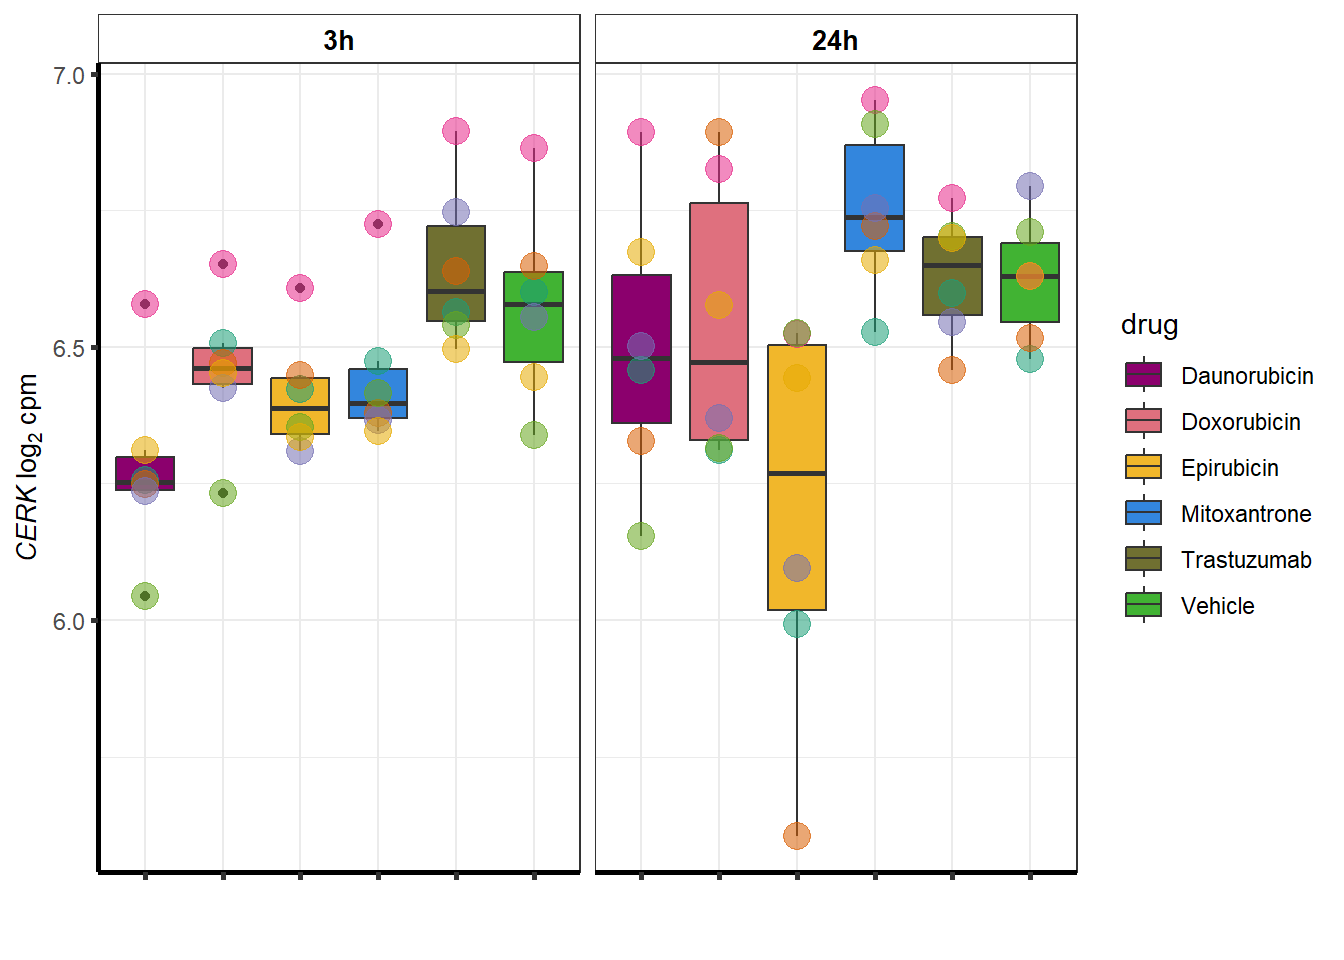 3h
24h
7.0
6.5
6.0
CERK log2 cpm
drug
Daunorubicin
Doxorubicin
Epirubicin
Mitoxantrone
Trastuzumab
Vehicle